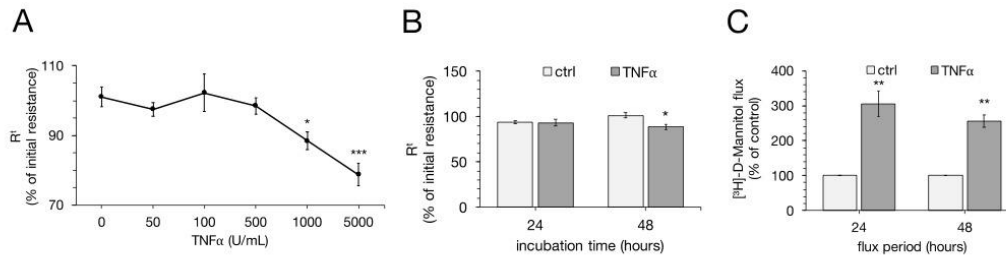 A
110
90
70
Rt
(% of initial resistance)
*
***
0 50 100 500 1000 5000
TNFα (U/mL)
B
ctrl TNFα
150
100
50
0
Rt
(% of initial resistance)
*
24 48
incubation time (hours)
C
ctrl TNFα
400
300
200
100
0
[³H]-D-Mannitol flux
(% of control)
**
**
24 48
flux period (hours)